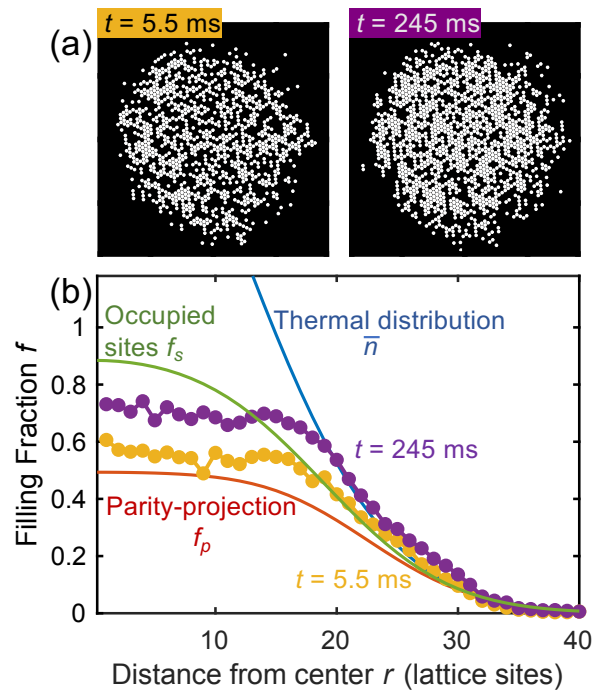 t = 5.5 ms
t = 245 ms
(a)
(b)
1
0.8
0.6
0.4
0.2
0
Filling Fraction f
Occupied
sites fₛ
Thermal distribution
n̅
t = 245 ms
Parity-projection
fₚ
t = 5.5 ms
10
20
30
40
Distance from center r (lattice sites)